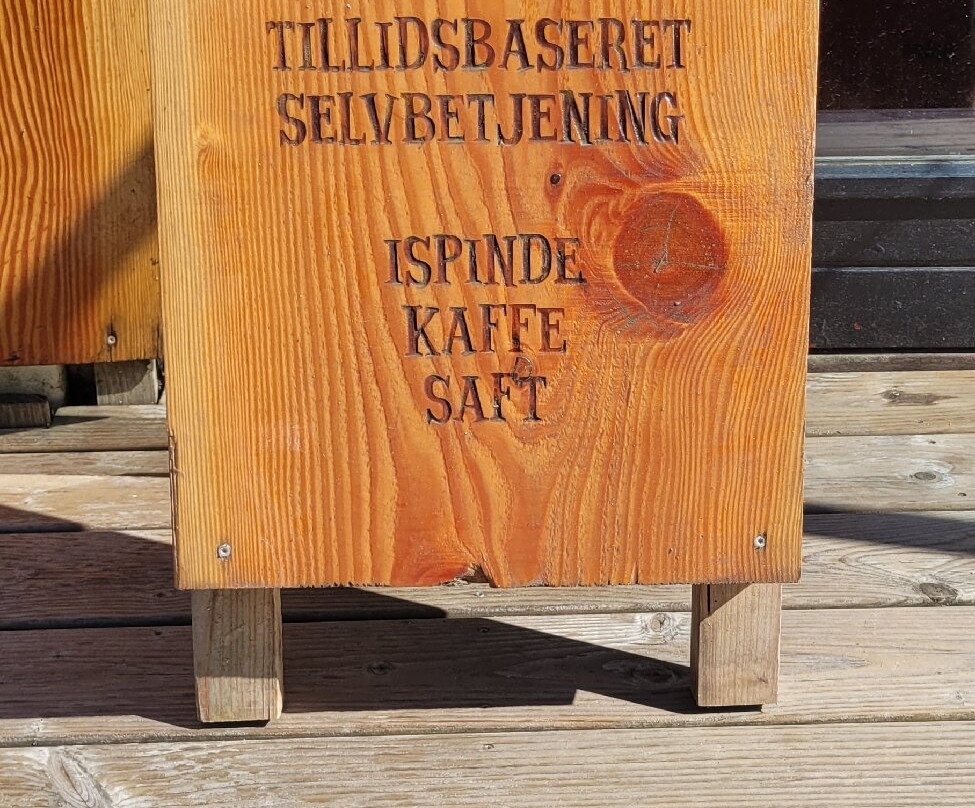 TILLIDSBASERET
SELVBETJENING
ISPINDE
KAFFE
SAFT